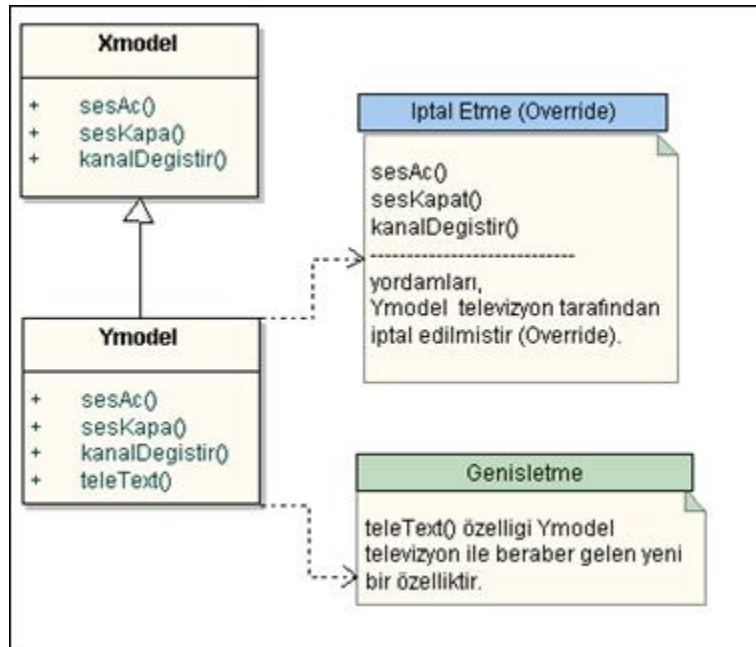 Xmodel
+ sesAc()
+ sesKapa()
+ kanalDegistir()
Iptal Etme (Override)
sesAc()
sesKapat()
kanalDegistir()
-----------------------------
yordamları,
Ymodel televizyon tarafından
iptal edilmistir (Override).
Ymodel
+ sesAc()
+ sesKapa()
+ kanalDegistir()
+ teleText()
Genisletme
teleText() özelligi Ymodel
televizyon ile beraber gelen yeni
bir özelliktir.